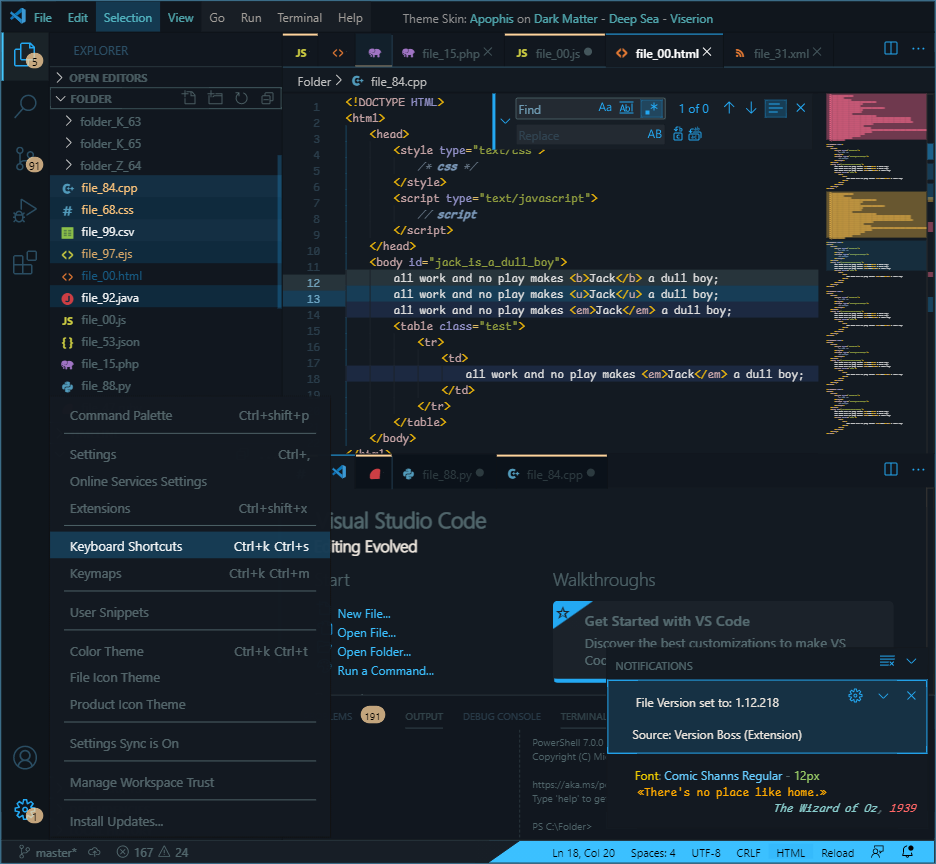 File Edit Selection View Go Run Terminal Help Theme Skin: Apophis on Dark Matter - Deep Sea - Viserion
5
EXPLORER
JS <> file_15.php JS file_00.js <> file_00.html file_31.xml
OPEN EDITORS
Folder > file_84.cpp
FOLDER
folder_K_63
folder_K_65
folder_Z_64
file_84.cpp
# file_68.css
file_99.csv
<> file_97.ejs
<> file_00.html
file_92.java
JS file_00.js
{} file_53.json
file_15.php
file_88.py
91
Find Aa Abl .* 1 of 0
Replace AB
1 <!DOCTYPE HTML>
2 <html>
3 <head>
4 <style type="text/css">
5 /* css */
6 </style>
7 <script type="text/javascript">
8 // script
9 </script>
10 </head>
11 <body id="jack_is_a_dull_boy">
12 all work and no play makes <b>Jack</b> a dull boy;
13 all work and no play makes <u>Jack</u> a dull boy;
14 all work and no play makes <em>Jack</em> a dull boy;
15 <table class="test">
16 <tr>
17 <td>
18 all work and no play makes <em>Jack</em> a dull boy;
19 </td>
</tr>
</table>
</body>
</html>
Command Palette Ctrl+shift+p
Settings Ctrl+,
Online Services Settings
Extensions Ctrl+shift+x
Keyboard Shortcuts Ctrl+k Ctrl+s
Keymaps Ctrl+k Ctrl+m
User Snippets
Color Theme Ctrl+k Ctrl+t
File Icon Theme
Product Icon Theme
Settings Sync is On
Manage Workspace Trust
Install Updates...
file_88.py file_84.cpp
isual Studio Code
iting Evolved
art
New File...
Open File...
Open Folder...
Run a Command...
Walkthroughs
Get Started with VS Code
Discover the best customizations to make VS
Cod
NOTIFICATIONS
File Version set to: 1.12.218
Source: Version Boss (Extension)
LEMS 191 OUTPUT DEBUG CONSOLE TERMINAL
PowerShell 7.0.0
Copyright (C) Mi
https://aka.ms/po
Type 'help' to ge
PS C:\Folder>
Font: Comic Shanns Regular - 12px
«There's no place like home.»
The Wizard of Oz, 1939
1
master* 167 24 Ln 18, Col 20 Spaces: 4 UTF-8 CRLF HTML Reload